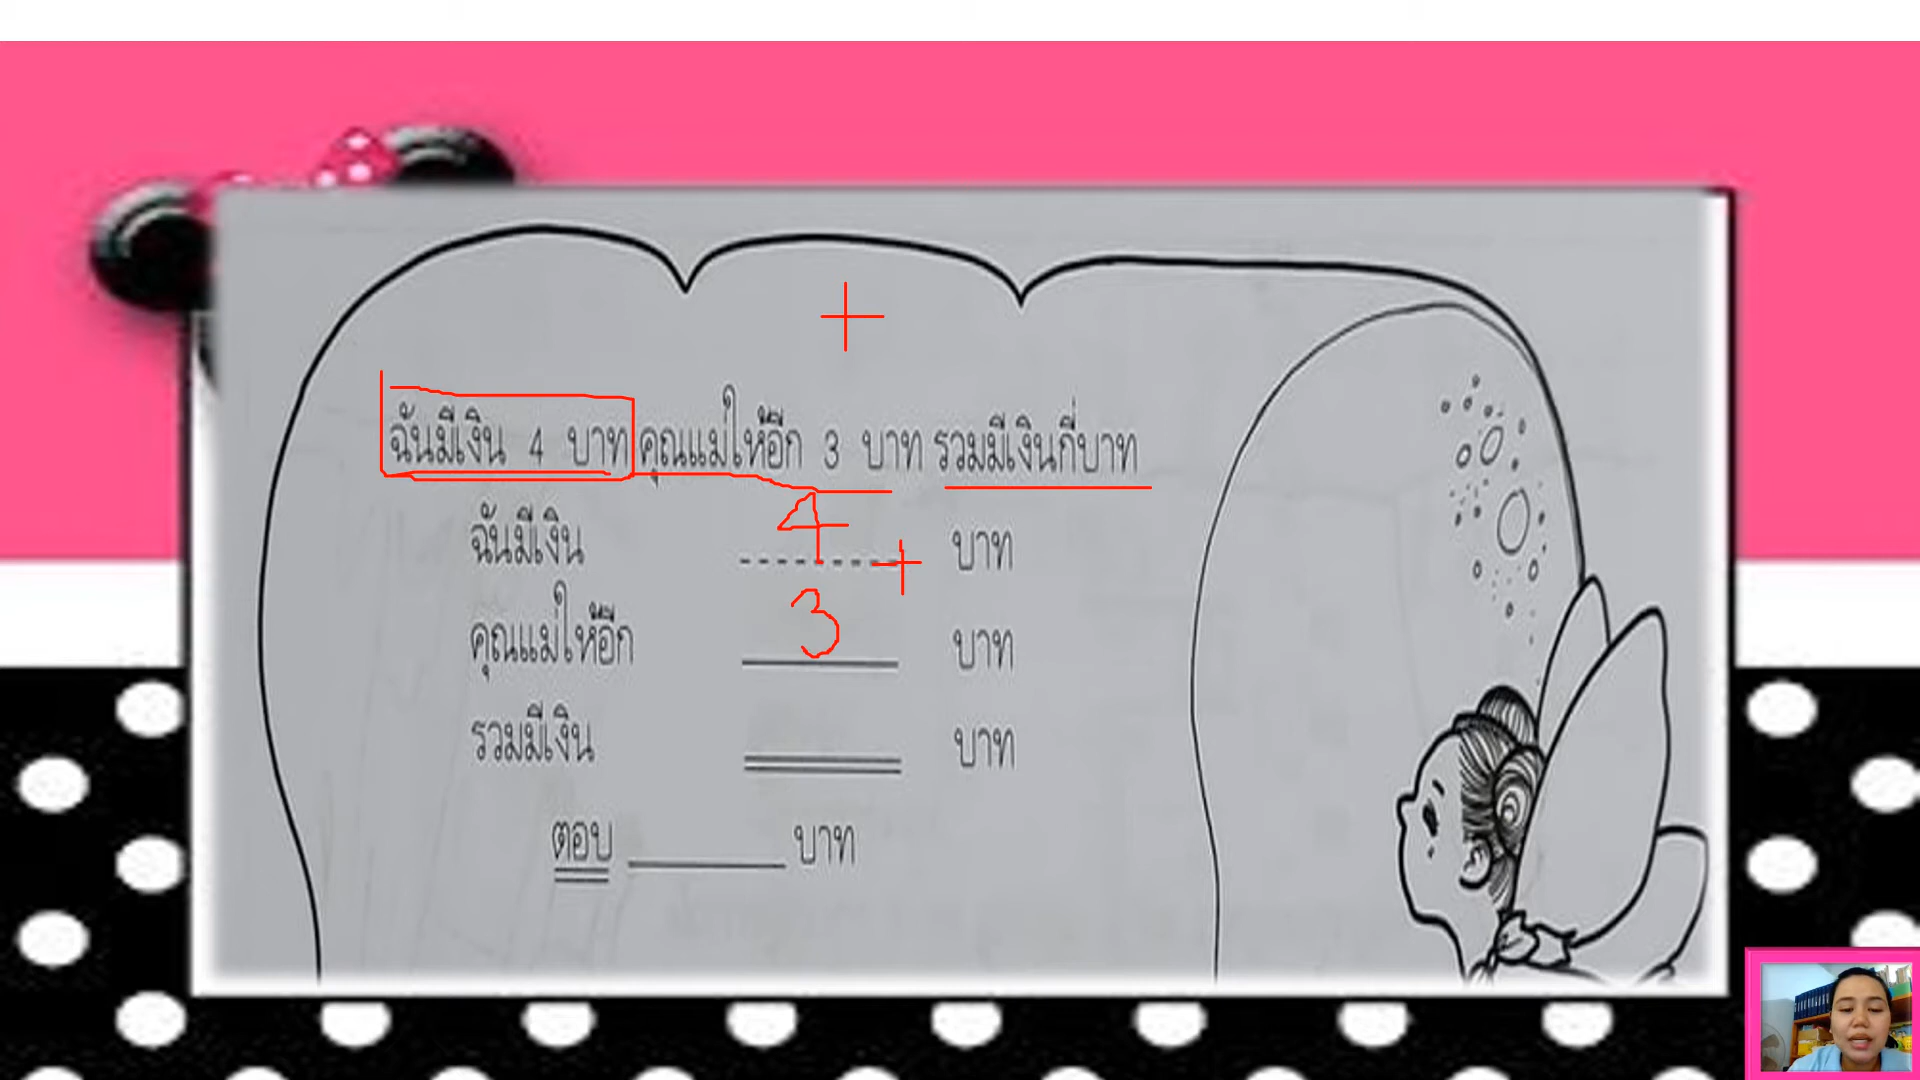 +
ฉันมีเงิน 4 บาท คุณแม่ให้อีก 3 บาท รวมมีเงินกี่บาท
ฉันมีเงิน 4 บาท
+
คุณแม่ให้อีก 3 บาท
รวมมีเงิน บาท
ตอบ บาท